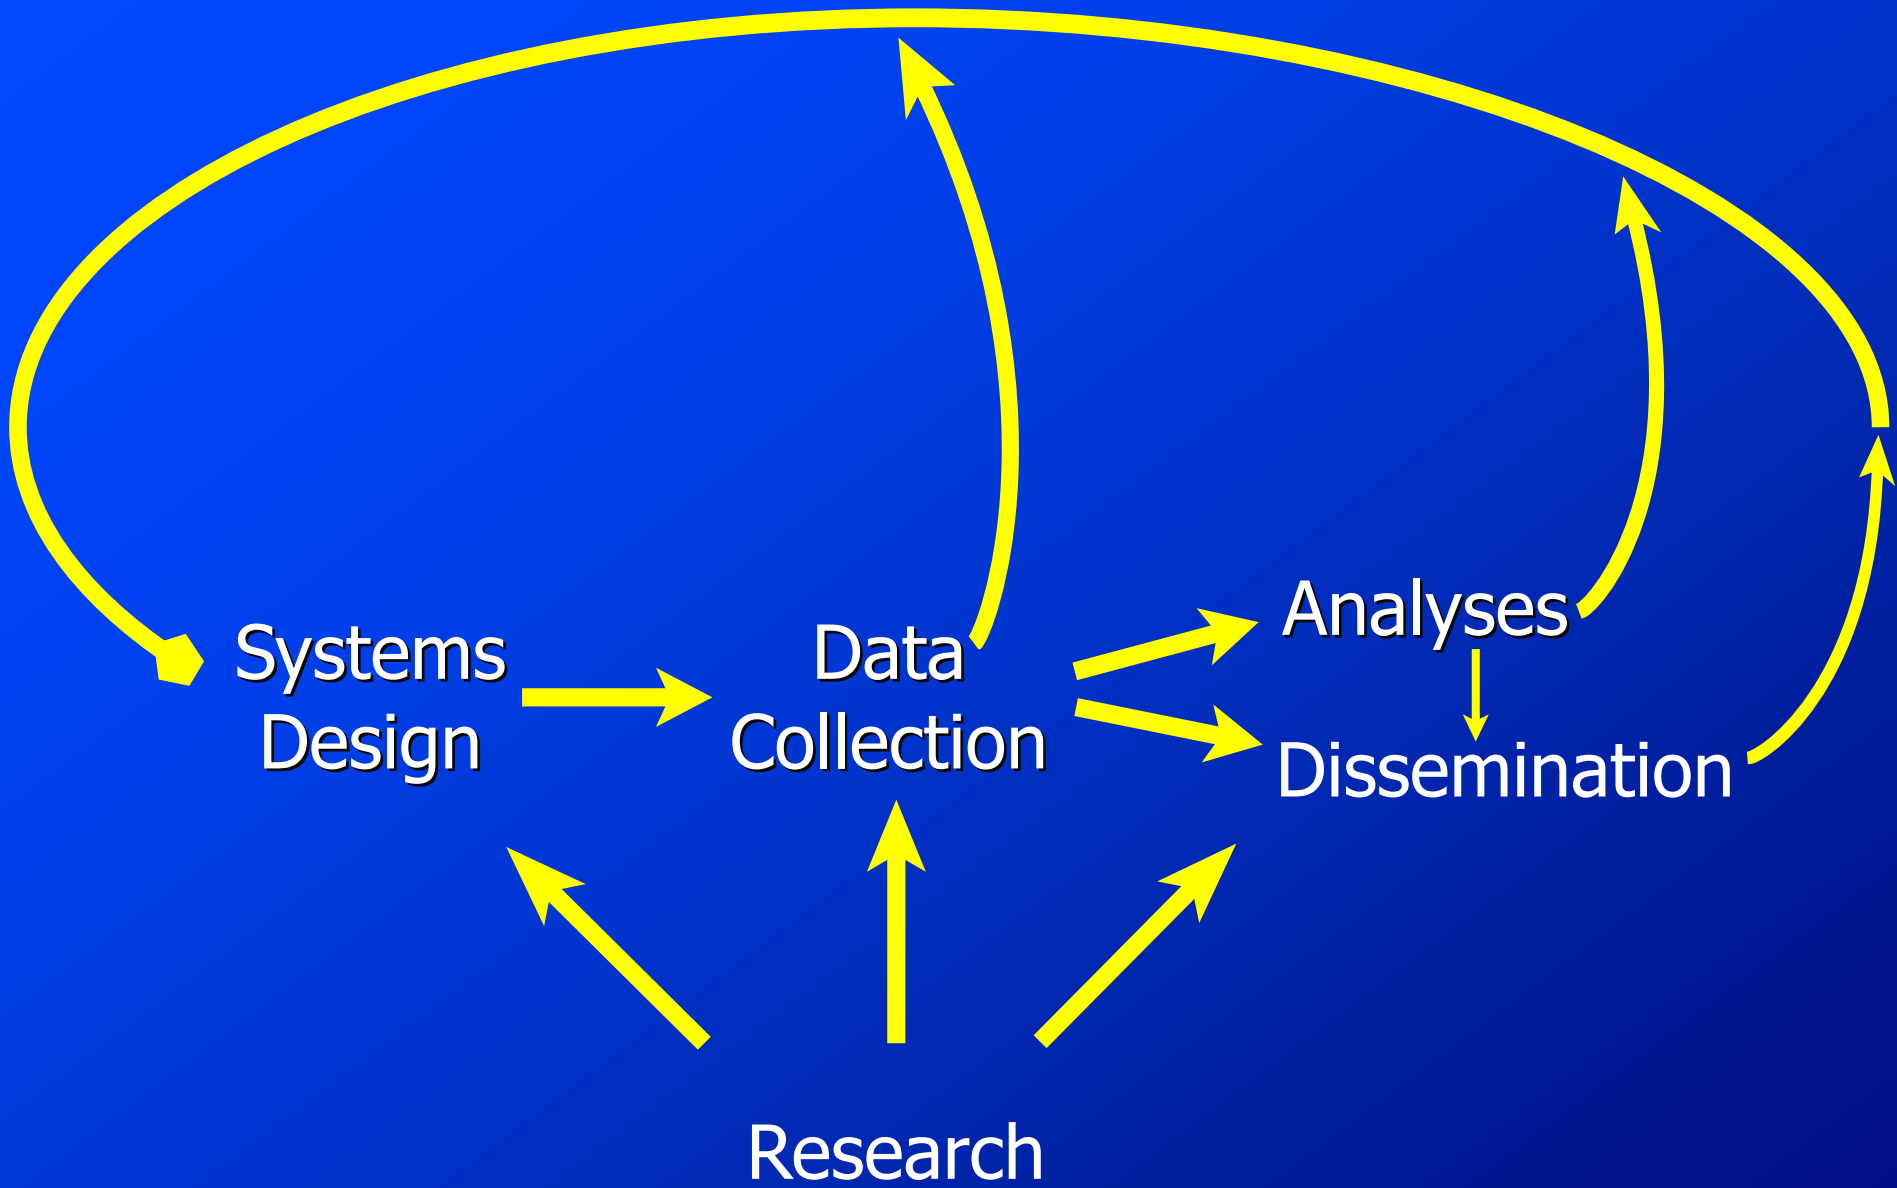 Systems
Design
Data
Collection
Analyses
Dissemination
Research